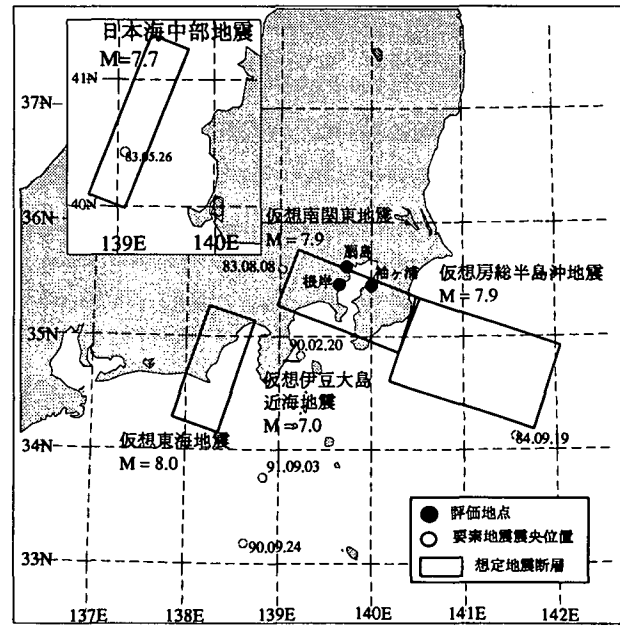 日本海中部地震
M=7.7
41N
83.05.26
40N
139E
140E
37N
36N
35N
34N
33N
仮想南関東地震
M = 7.9
83.08.08
扇島
根岸
袖ヶ浦
仮想房総半島沖地震
M = 7.9
90.02.20
仮想伊豆大島
近海地震
M = 7.0
仮想東海地震
M = 8.0
84.09.19
91.09.03
90.09.24
評価地点
要素地震震央位置
想定地震断層
137E
138E
139E
140E
141E
142E